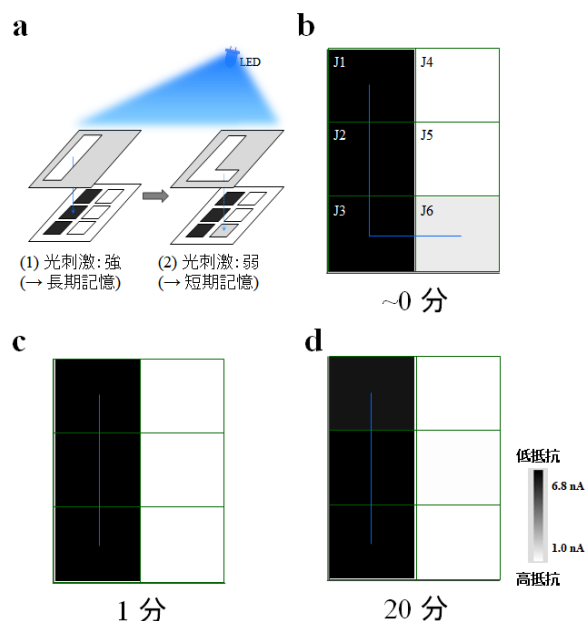 a
LED
(1) 光刺激：強
(→ 長期記憶)
(2) 光刺激：弱
(→ 短期記憶)
b
J1
J4
J2
J5
J3
J6
~0 分
c
1 分
d
20 分
低抵抗
6.8 nA
1.0 nA
高抵抗